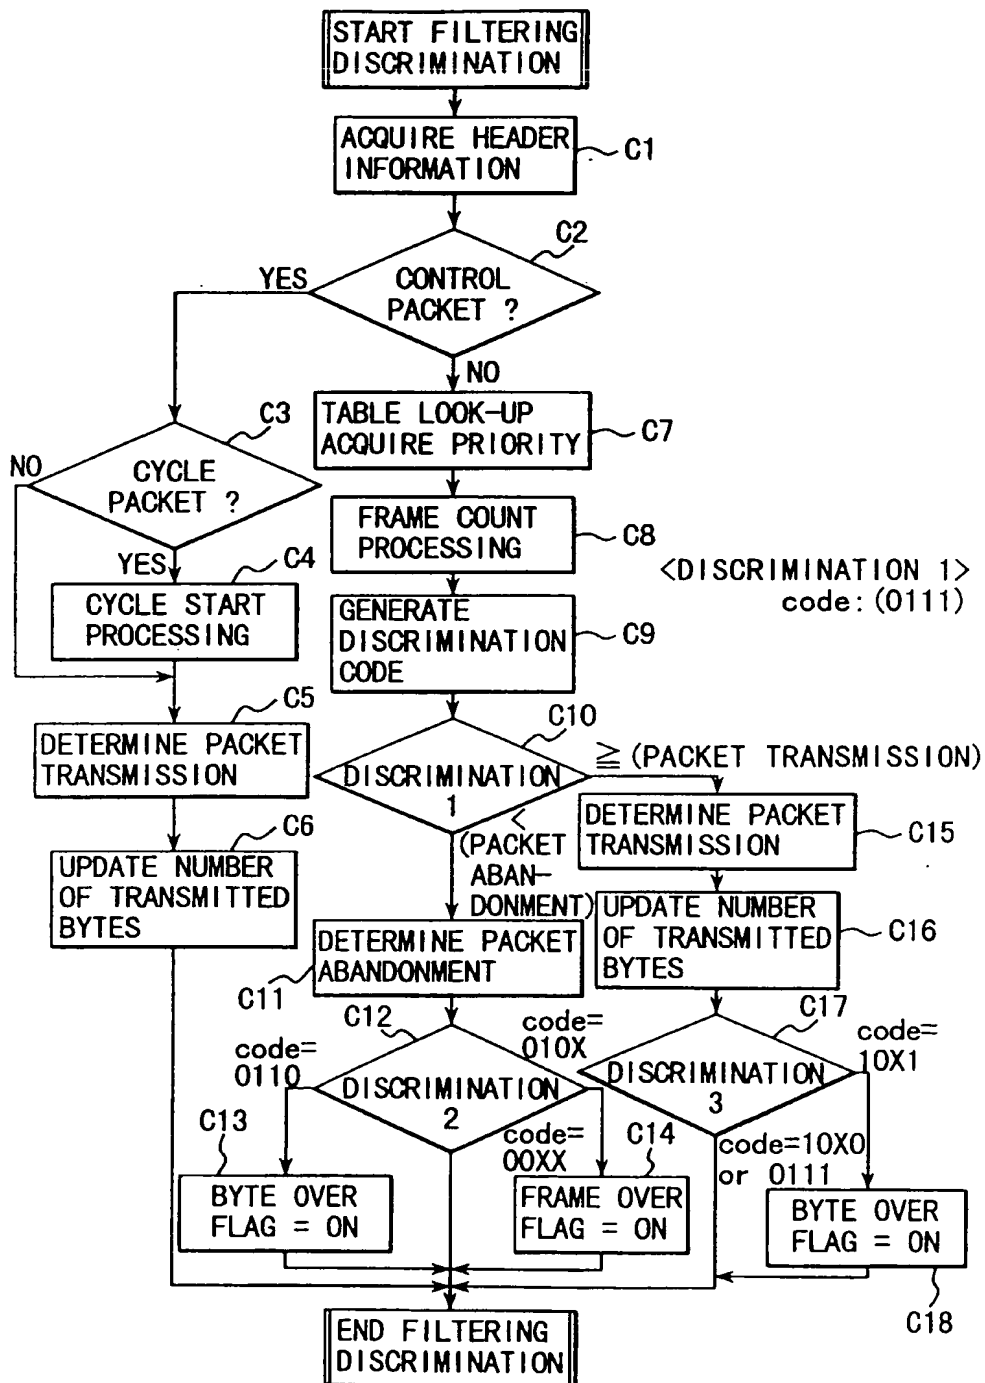 START FILTERING
DISCRIMINATION
ACQUIRE HEADER
INFORMATION
C1
C2
YES
CONTROL
PACKET ?
NO
C3
TABLE LOOK-UP
ACQUIRE PRIORITY
C7
NO
CYCLE
PACKET ?
FRAME COUNT
PROCESSING
C8
YES
C4
<DISCRIMINATION 1>
code:(0111)
CYCLE START
PROCESSING
GENERATE
DISCRIMINATION
CODE
C9
C5
C10
DETERMINE PACKET
TRANSMISSION
DISCRIMINATION
1
≧ (PACKET TRANSMISSION)
<
(PACKET
ABAN-
DONMENT)
DETERMINE PACKET
TRANSMISSION
C15
C6
UPDATE NUMBER
OF TRANSMITTED
BYTES
UPDATE NUMBER
OF TRANSMITTED
BYTES
C16
DETERMINE PACKET
ABANDONMENT
C11
C12
C17
code=
0110
code=
010X
code=
10X1
DISCRIMINATION
2
DISCRIMINATION
3
C13
code=
00XX
C14
code=10X0
or 0111
BYTE OVER
FLAG = ON
FRAME OVER
FLAG = ON
BYTE OVER
FLAG = ON
C18
END FILTERING
DISCRIMINATION